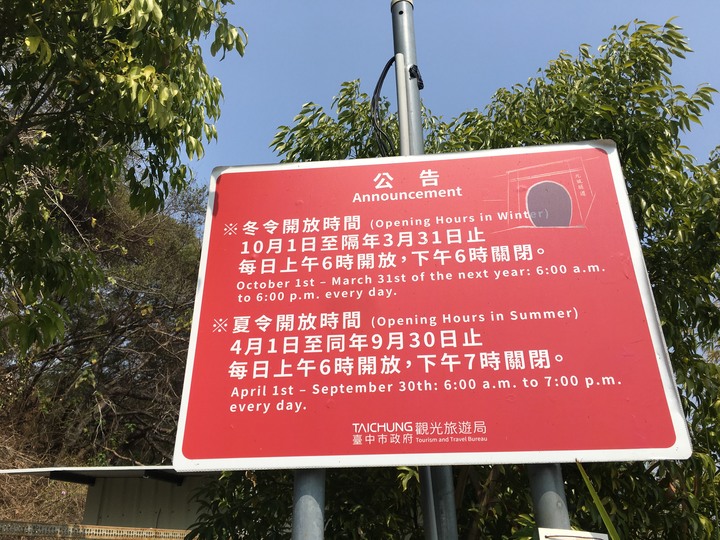 公告
Announcement
※冬令開放時間 (Opening Hours in Winter)
10月1日至隔年3月31日止
每日上午6時開放，下午6時關閉。
October 1st – March 31st of the next year: 6:00 a.m.
to 6:00 p.m. every day.
※夏令開放時間 (Opening Hours in Summer)
4月1日至同年9月30日止
每日上午6時開放，下午7時關閉。
April 1st – September 30th: 6:00 a.m. to 7:00 p.m.
every day.
TAICHUNG 觀光旅遊局
臺中市政府 Tourism and Travel Bureau